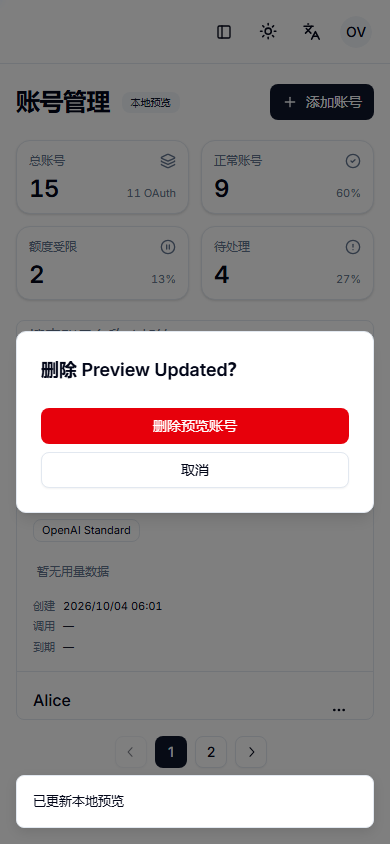 OV
账号管理
本地预览
添加账号
总账号
15
11 OAuth
正常账号
9
60%
额度受限
2
13%
待处理
4
27%
删除 Preview Updated?
删除预览账号
取消
OpenAI Standard
暂无用量数据
创建 2026/10/04 06:01
调用 —
到期 —
Alice
...
1
2
已更新本地预览